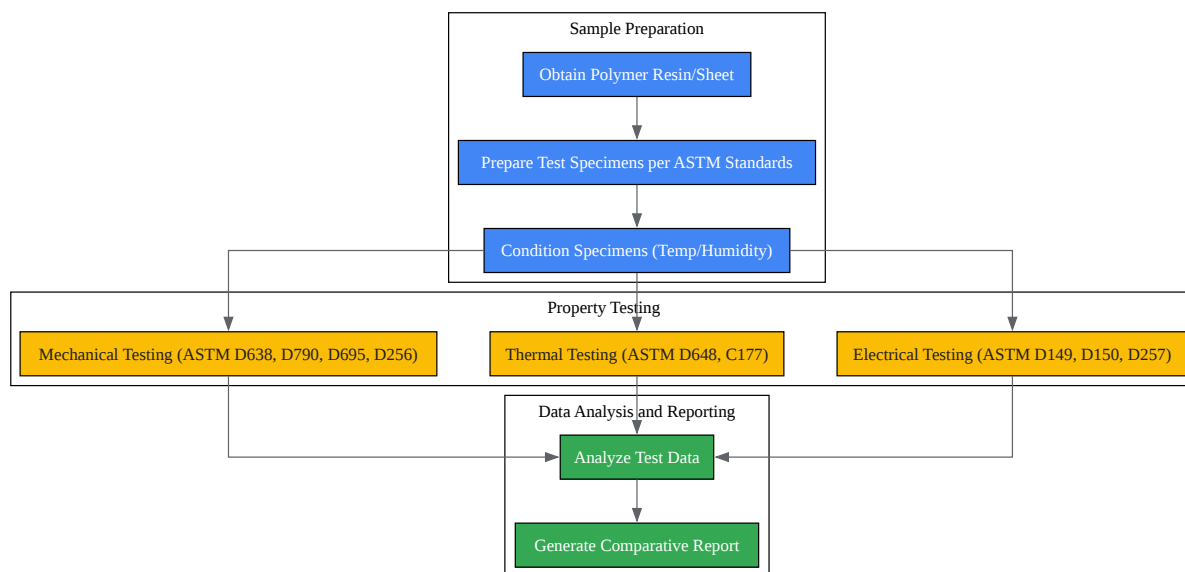 Sample Preparation
Obtain Polymer Resin/Sheet
Prepare Test Specimens per ASTM Standards
Condition Specimens (Temp/Humidity)
Property Testing
Mechanical Testing (ASTM D638, D790, D695, D256)
Thermal Testing (ASTM D648, C177)
Electrical Testing (ASTM D149, D150, D257)
Data Analysis and Reporting
Analyze Test Data
Generate Comparative Report